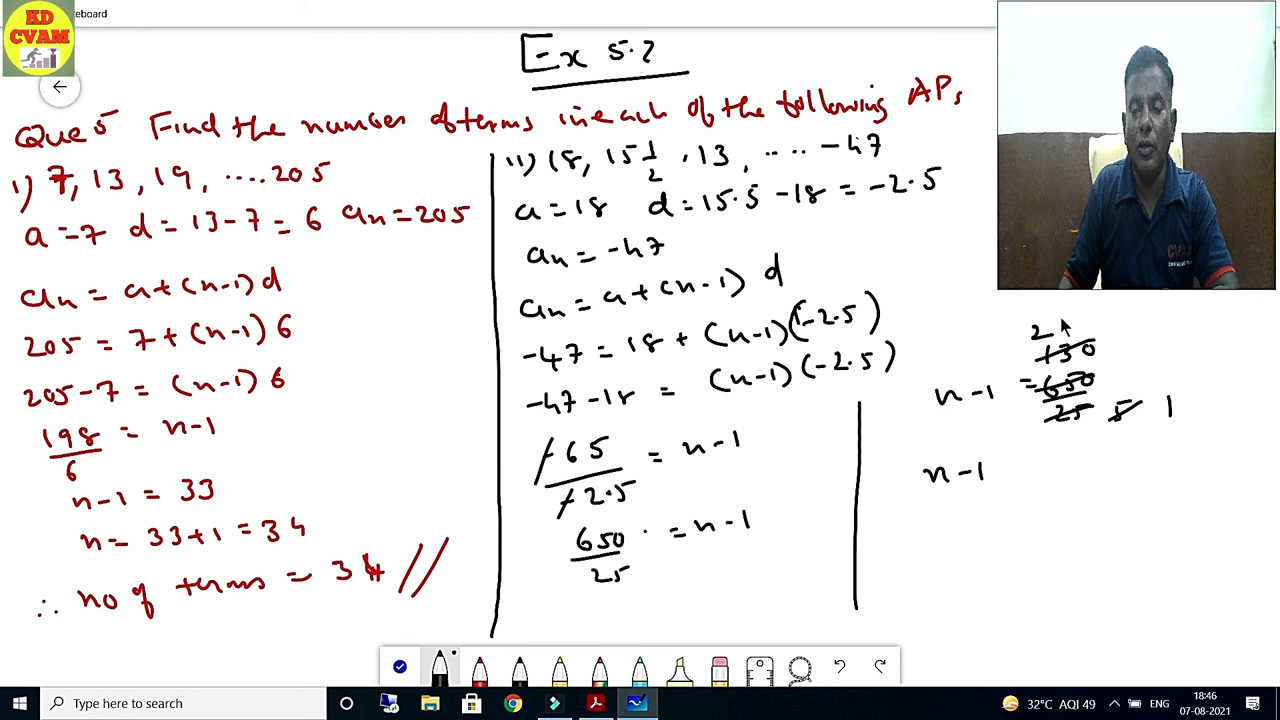 KD
CVAM
eboard
Ex 5.2
Que 5 Find the number of terms in each of the following APs
i) 7, 13, 19, ....205
a = 7 d = 13-7 = 6 an = 205
an = a+(n-1)d
205 = 7+(n-1) 6
205-7 = (n-1) 6
198/6 = n-1
n-1 = 33
n = 33+1 = 34
∴ no of terms = 34 //
ii) 18, 15 1/2, 13, .... -47
a = 18 d = 15.5 - 18 = -2.5
an = -47
an = a+(n-1) d
-47 = 18 + (n-1)(-2.5)
-47-18 = (n-1)(-2.5)
-65/-2.5 = n-1
650/25 = n-1
2
130
n-1 = 650/25 5 1
n-1
CVAM
Type here to search
32°C AQI 49
ENG
18:46
07-08-2021